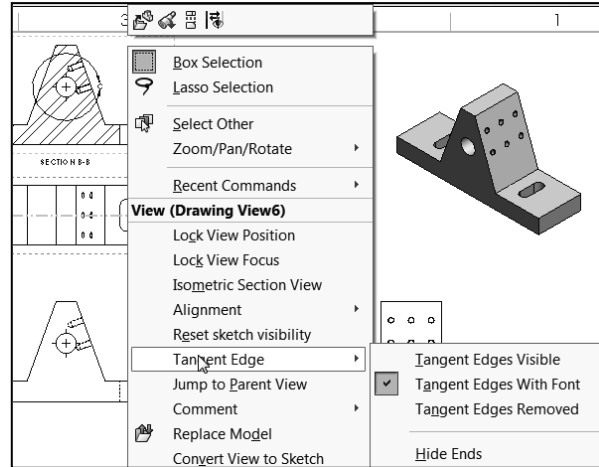 3
1
Box Selection
Lasso Selection
Select Other
Zoom/Pan/Rotate
Recent Commands
View (Drawing View6)
Lock View Position
Lock View Focus
Isometric Section View
Alignment
Reset sketch visibility
Tangent Edge
Jump to Parent View
Comment
Replace Model
Convert View to Sketch
SECTION B-B
Tangent Edges Visible
Tangent Edges With Font
Tangent Edges Removed
Hide Ends